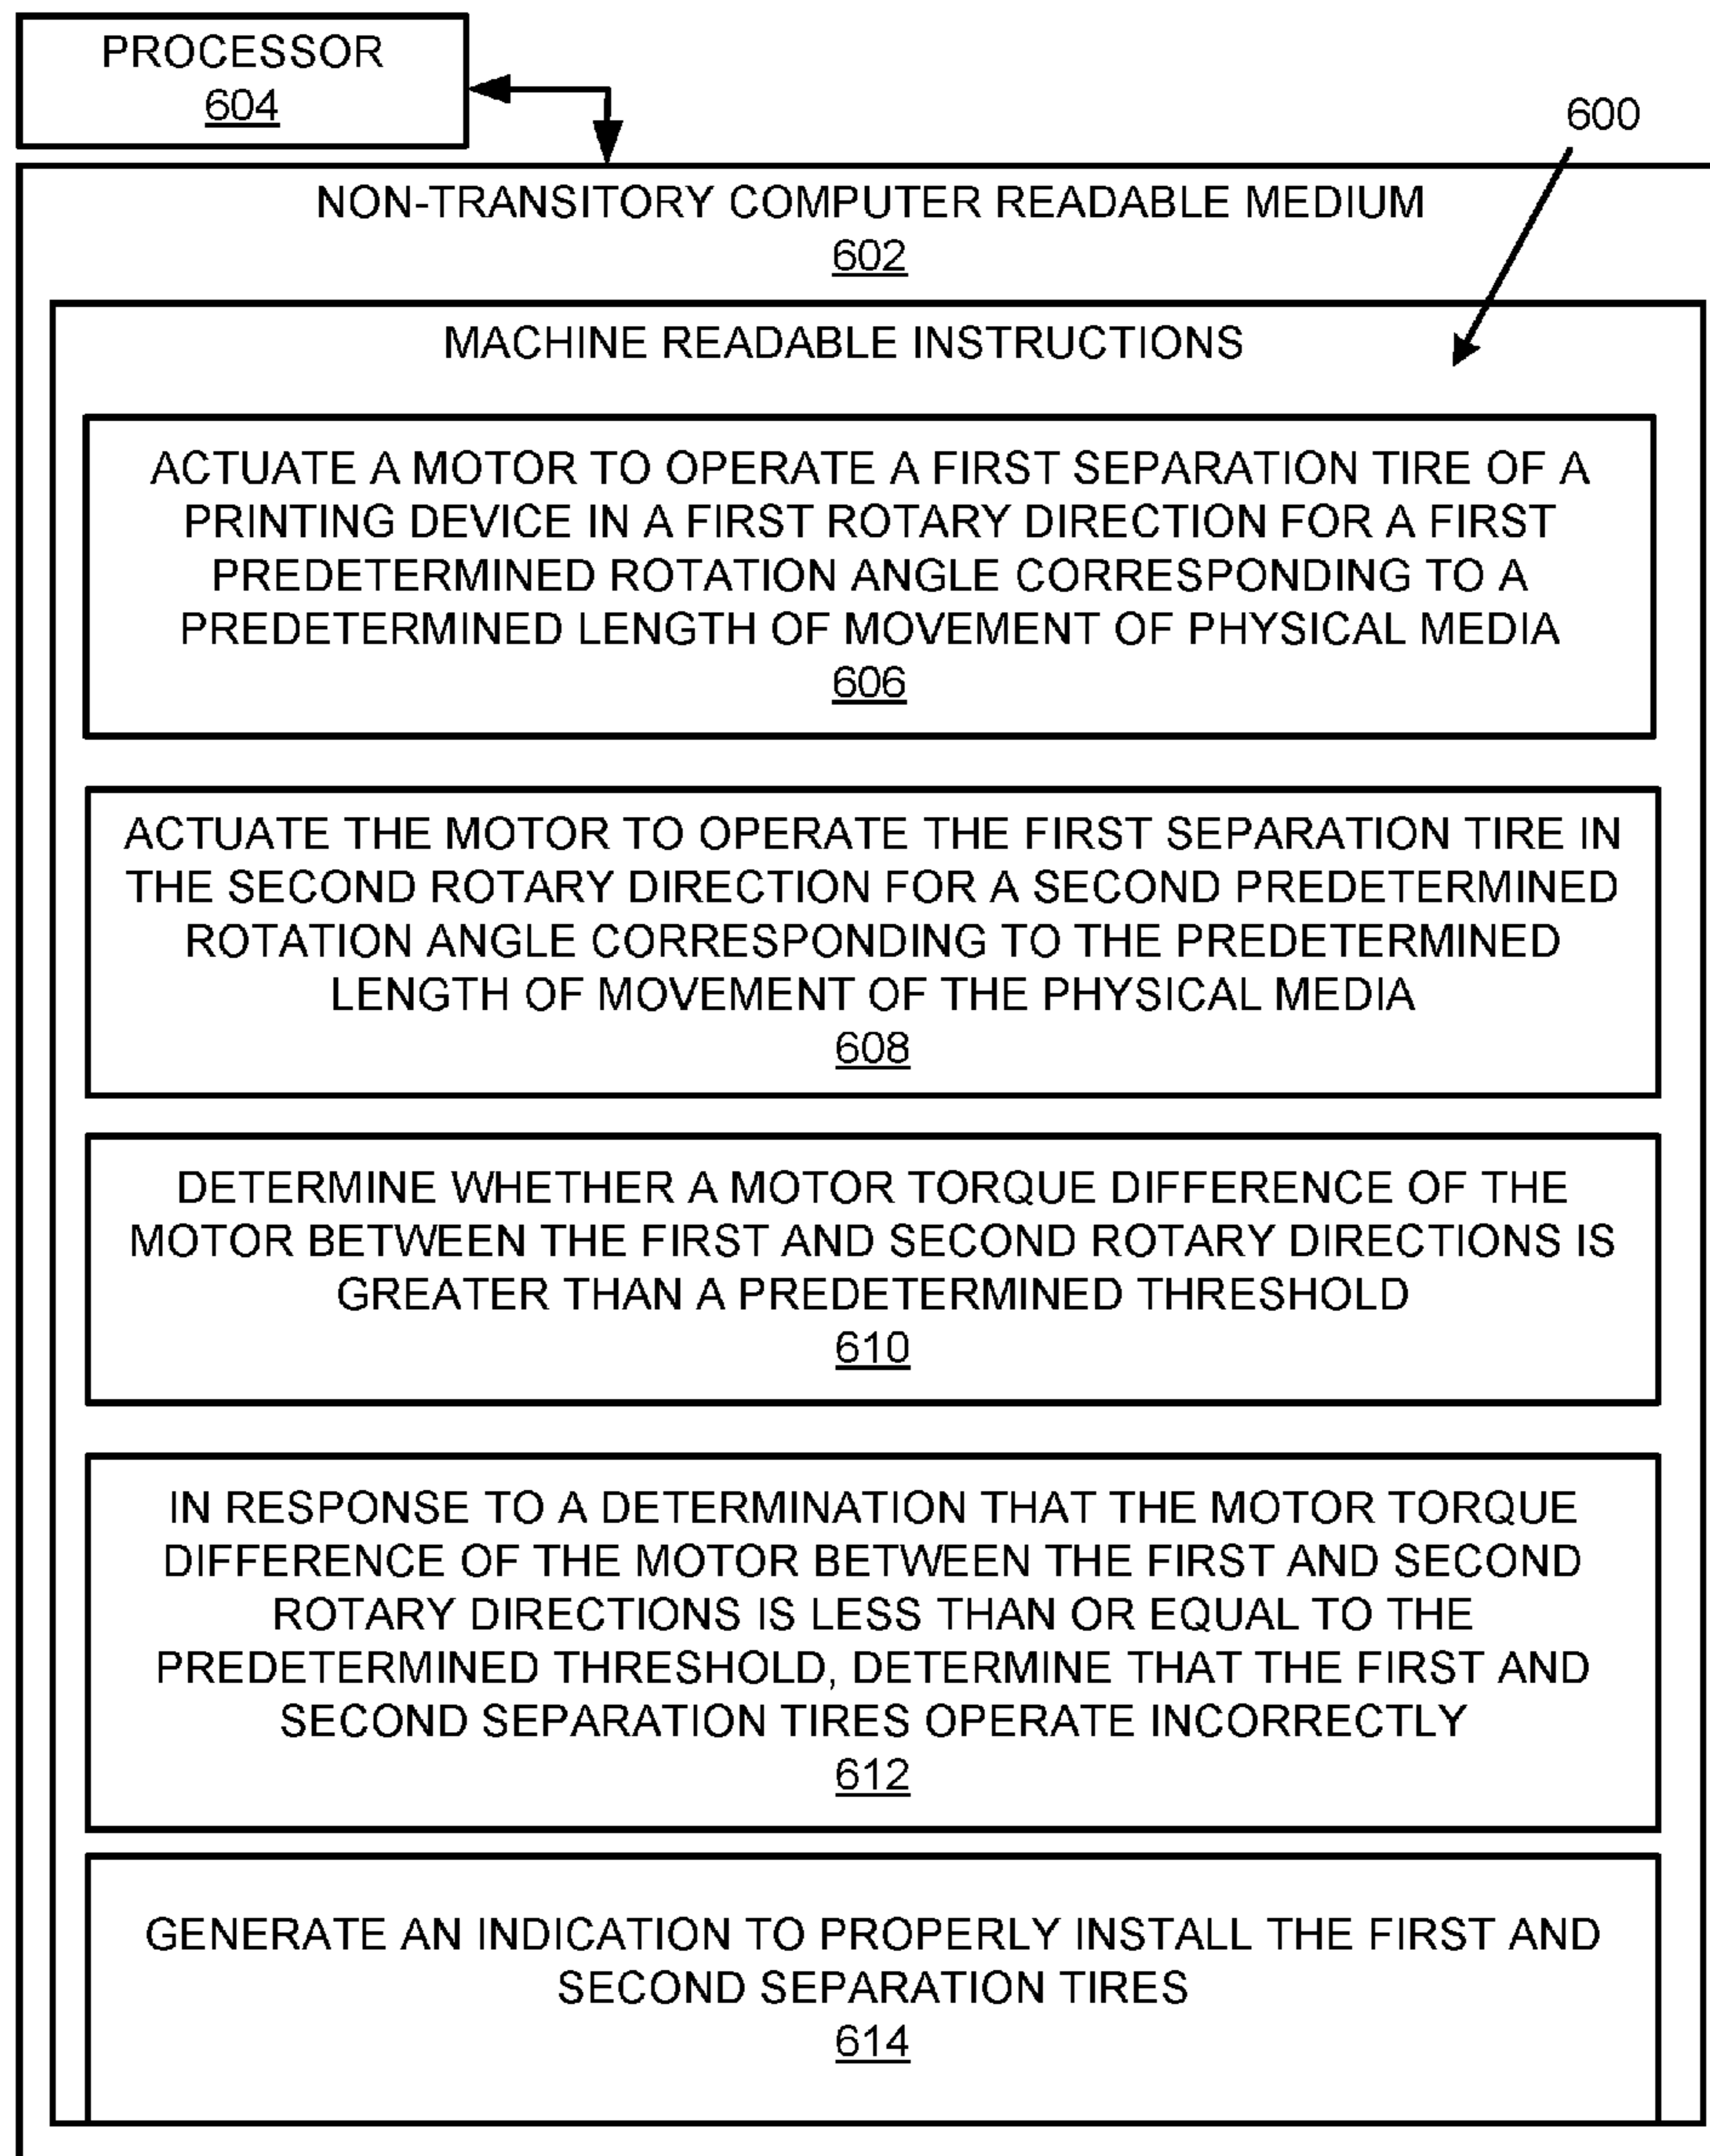 PROCESSOR
604
600
NON-TRANSITORY COMPUTER READABLE MEDIUM
602
MACHINE READABLE INSTRUCTIONS
ACTUATE A MOTOR TO OPERATE A FIRST SEPARATION TIRE OF A
PRINTING DEVICE IN A FIRST ROTARY DIRECTION FOR A FIRST
PREDETERMINED ROTATION ANGLE CORRESPONDING TO A
PREDETERMINED LENGTH OF MOVEMENT OF PHYSICAL MEDIA
606
ACTUATE THE MOTOR TO OPERATE THE FIRST SEPARATION TIRE IN
THE SECOND ROTARY DIRECTION FOR A SECOND PREDETERMINED
ROTATION ANGLE CORRESPONDING TO THE PREDETERMINED
LENGTH OF MOVEMENT OF THE PHYSICAL MEDIA
608
DETERMINE WHETHER A MOTOR TORQUE DIFFERENCE OF THE
MOTOR BETWEEN THE FIRST AND SECOND ROTARY DIRECTIONS IS
GREATER THAN A PREDETERMINED THRESHOLD
610
IN RESPONSE TO A DETERMINATION THAT THE MOTOR TORQUE
DIFFERENCE OF THE MOTOR BETWEEN THE FIRST AND SECOND
ROTARY DIRECTIONS IS LESS THAN OR EQUAL TO THE
PREDETERMINED THRESHOLD, DETERMINE THAT THE FIRST AND
SECOND SEPARATION TIRES OPERATE INCORRECTLY
612
GENERATE AN INDICATION TO PROPERLY INSTALL THE FIRST AND
SECOND SEPARATION TIRES
614